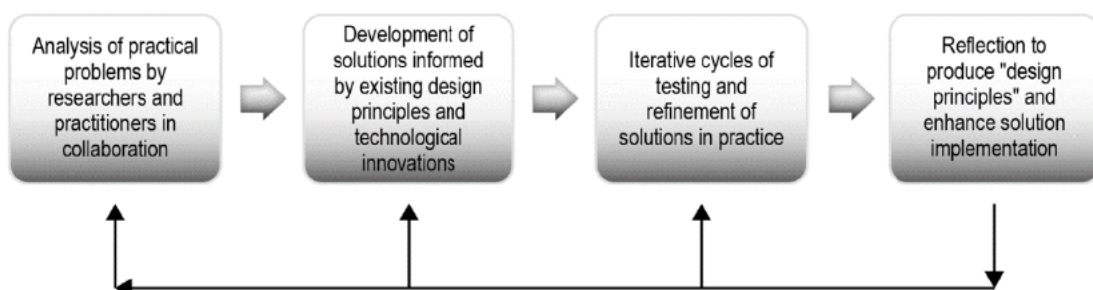 Analysis of practical
problems by
researchers and
practitioners in
collaboration
Development of
solutions informed
by existing design
principles and
technological
innovations
Iterative cycles of
testing and
refinement of
solutions in practice
Reflection to
produce "design
principles" and
enhance solution
implementation